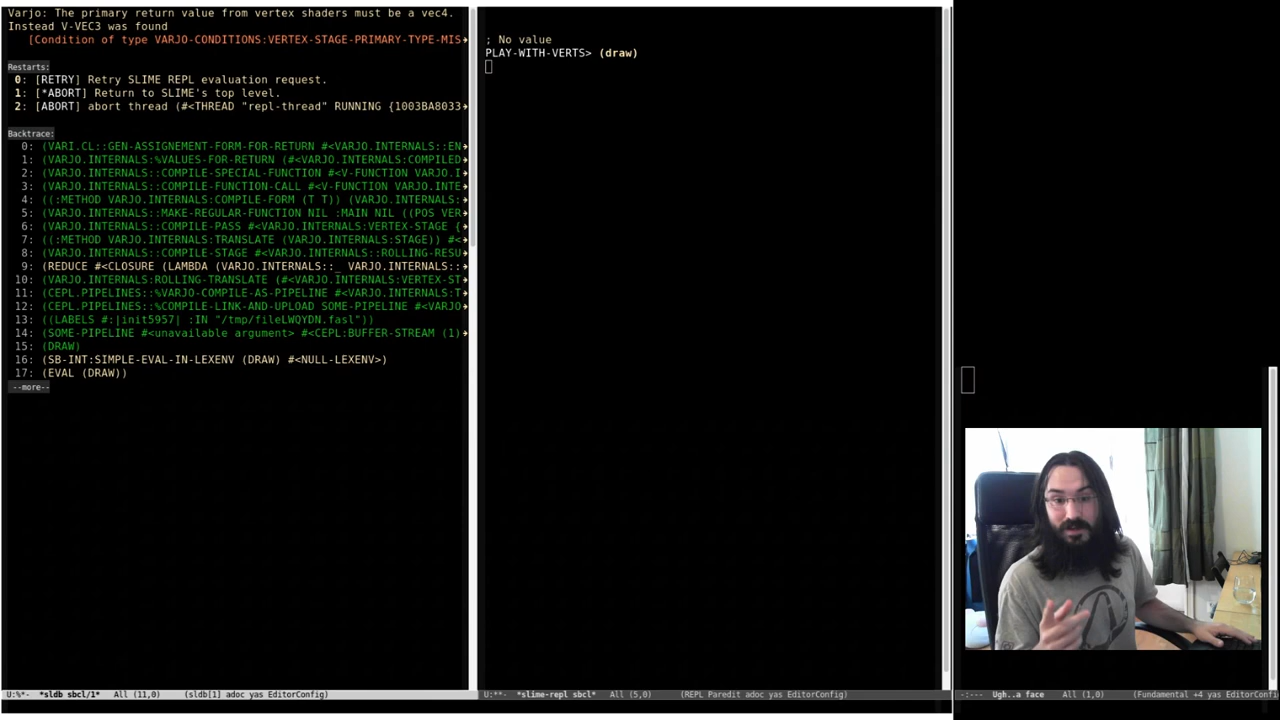 Varjo: The primary return value from vertex shaders must be a vec4.
Instead V-VEC3 was found
[Condition of type VARJO-CONDITIONS:VERTEX-STAGE-PRIMARY-TYPE-MIS
Restarts:
0: [RETRY] Retry SLIME REPL evaluation request.
1: [*ABORT] Return to SLIME's top level.
2: [ABORT] abort thread (#<THREAD "repl-thread" RUNNING {1003BA8033
Backtrace:
0: (VARI.CL::GEN-ASSIGNEMENT-FORM-FOR-RETURN #<VARJO.INTERNALS::EN
1: (VARJO.INTERNALS:%VALUES-FOR-RETURN (#<VARJO.INTERNALS:COMPILED
2: (VARJO.INTERNALS::COMPILE-SPECIAL-FUNCTION #<V-FUNCTION VARJO.I
3: (VARJO.INTERNALS::COMPILE-FUNCTION-CALL #<V-FUNCTION VARJO.INTE
4: ((:METHOD VARJO.INTERNALS:COMPILE-FORM (T T)) (VARJO.INTERNALS:
5: (VARJO.INTERNALS::MAKE-REGULAR-FUNCTION NIL :MAIN NIL ((POS VER
6: (VARJO.INTERNALS::COMPILE-PASS #<VARJO.INTERNALS:VERTEX-STAGE {
7: ((:METHOD VARJO.INTERNALS:TRANSLATE (VARJO.INTERNALS:STAGE)) #<
8: (VARJO.INTERNALS::COMPILE-STAGE #<VARJO.INTERNALS::ROLLING-RESU
9: (REDUCE #<CLOSURE (LAMBDA (VARJO.INTERNALS::_ VARJO.INTERNALS::
10: (VARJO.INTERNALS:ROLLING-TRANSLATE (#<VARJO.INTERNALS:VERTEX-ST
11: (CEPL.PIPELINES::%VARJO-COMPILE-AS-PIPELINE #<VARJO.INTERNALS:T
12: (CEPL.PIPELINES::%COMPILE-LINK-AND-UPLOAD SOME-PIPELINE #<VARJO
13: ((LABELS #:|init5957| :IN "/tmp/fileLWQYDN.fasl"))
14: (SOME-PIPELINE #<unavailable argument> #<CEPL:BUFFER-STREAM (1)
15: (DRAW)
16: (SB-INT:SIMPLE-EVAL-IN-LEXENV (DRAW) #<NULL-LEXENV>)
17: (EVAL (DRAW))
--more--
U:%*- *sldb sbcl/1* All (11,0) (sldb[1] adoc yas EditorConfig)
; No value
PLAY-WITH-VERTS> (draw)
U:**- *slime-repl sbcl* All (5,0) (REPL Paredit adoc yas EditorConfig)
-:--- Ugh..a face All (1,0) (Fundamental +4 yas EditorConfi